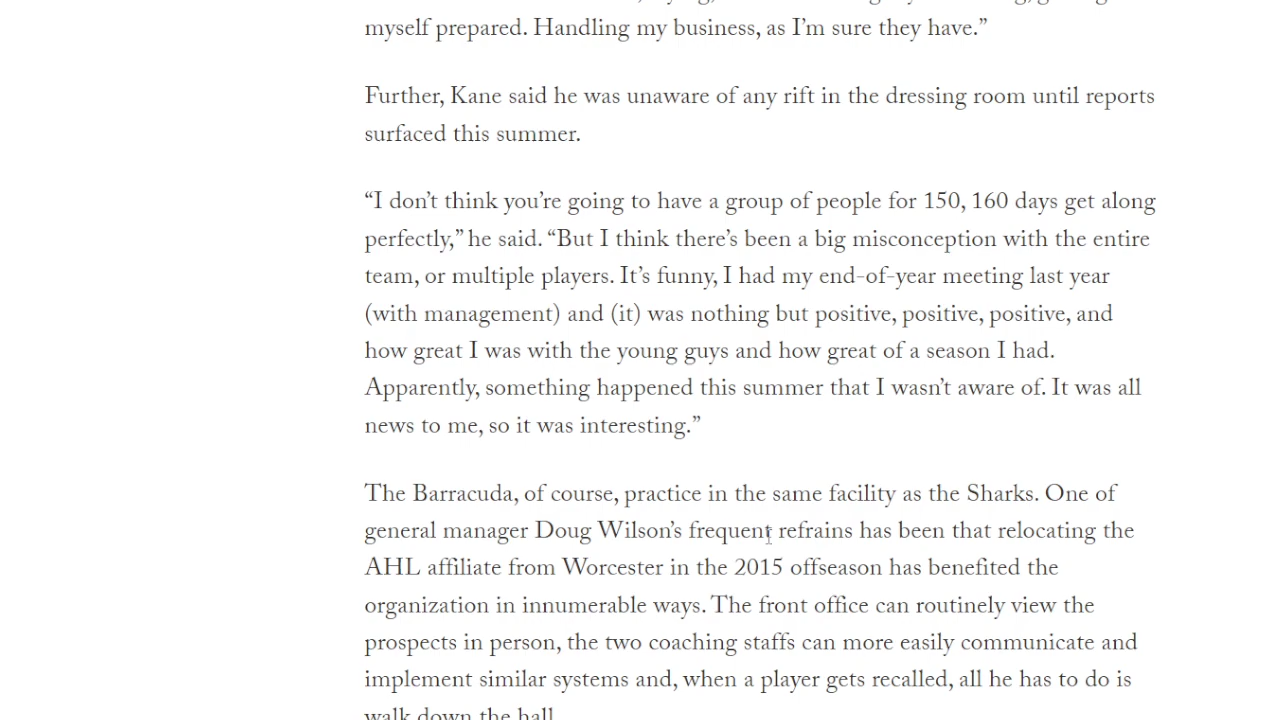 myself prepared. Handling my business, as I’m sure they have.”
Further, Kane said he was unaware of any rift in the dressing room until reports
surfaced this summer.
“I don’t think you’re going to have a group of people for 150, 160 days get along
perfectly,” he said. “But I think there’s been a big misconception with the entire
team, or multiple players. It’s funny, I had my end-of-year meeting last year
(with management) and (it) was nothing but positive, positive, positive, and
how great I was with the young guys and how great of a season I had.
Apparently, something happened this summer that I wasn’t aware of. It was all
news to me, so it was interesting.”
The Barracuda, of course, practice in the same facility as the Sharks. One of
general manager Doug Wilson’s frequent refrains has been that relocating the
AHL affiliate from Worcester in the 2015 offseason has benefited the
organization in innumerable ways. The front office can routinely view the
prospects in person, the two coaching staffs can more easily communicate and
implement similar systems and, when a player gets recalled, all he has to do is
walk down the hall.